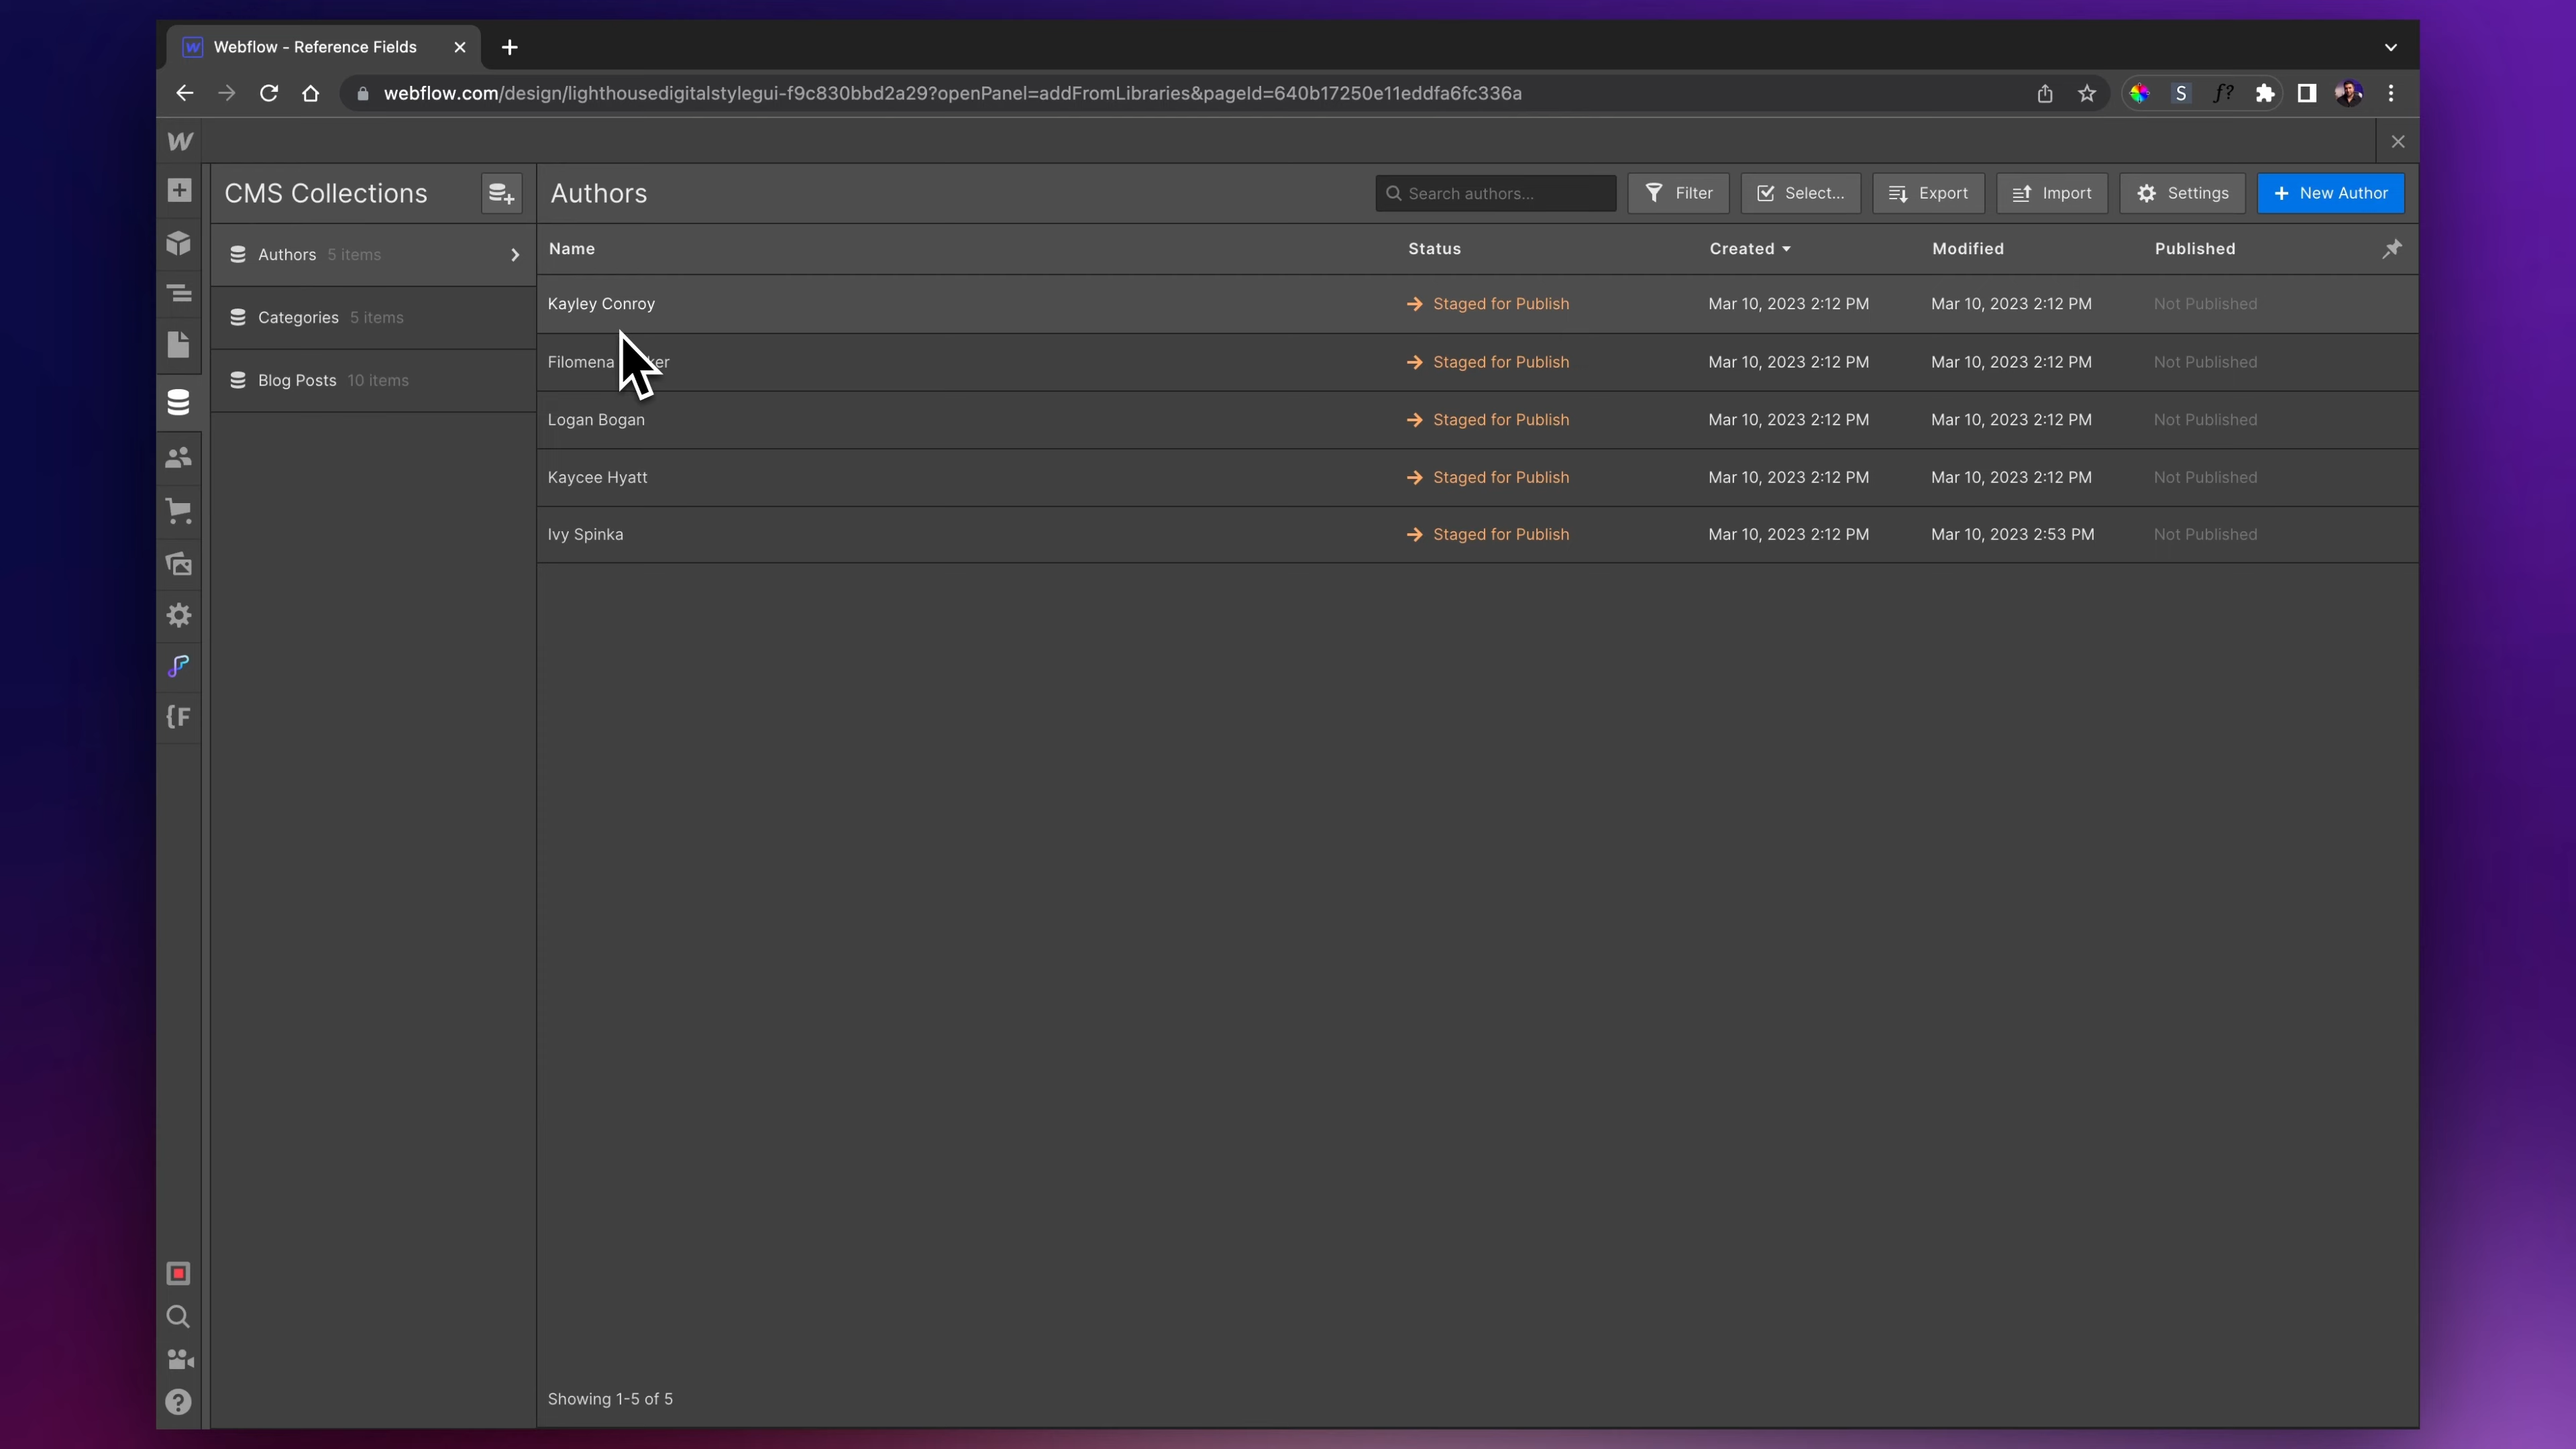 Webflow - Reference Fields
webflow.com/design/lighthousedigitalstylegui-f9c830bbd2a29?openPanel=addFromLibraries&pageId=640b17250e11eddfa6fc336a
S f?
W
CMS Collections
Authors 5 items
Categories 5 items
Blog Posts 10 items
{F
Authors
Search authors...
Filter
Select...
Export
Import
Settings
New Author
Name Status Created Modified Published
Kayley Conroy Staged for Publish Mar 10, 2023 2:12 PM Mar 10, 2023 2:12 PM Not Published
Filomena Staged for Publish Mar 10, 2023 2:12 PM Mar 10, 2023 2:12 PM Not Published
Logan Bogan Staged for Publish Mar 10, 2023 2:12 PM Mar 10, 2023 2:12 PM Not Published
Kaycee Hyatt Staged for Publish Mar 10, 2023 2:12 PM Mar 10, 2023 2:12 PM Not Published
Ivy Spinka Staged for Publish Mar 10, 2023 2:12 PM Mar 10, 2023 2:53 PM Not Published
Showing 1-5 of 5